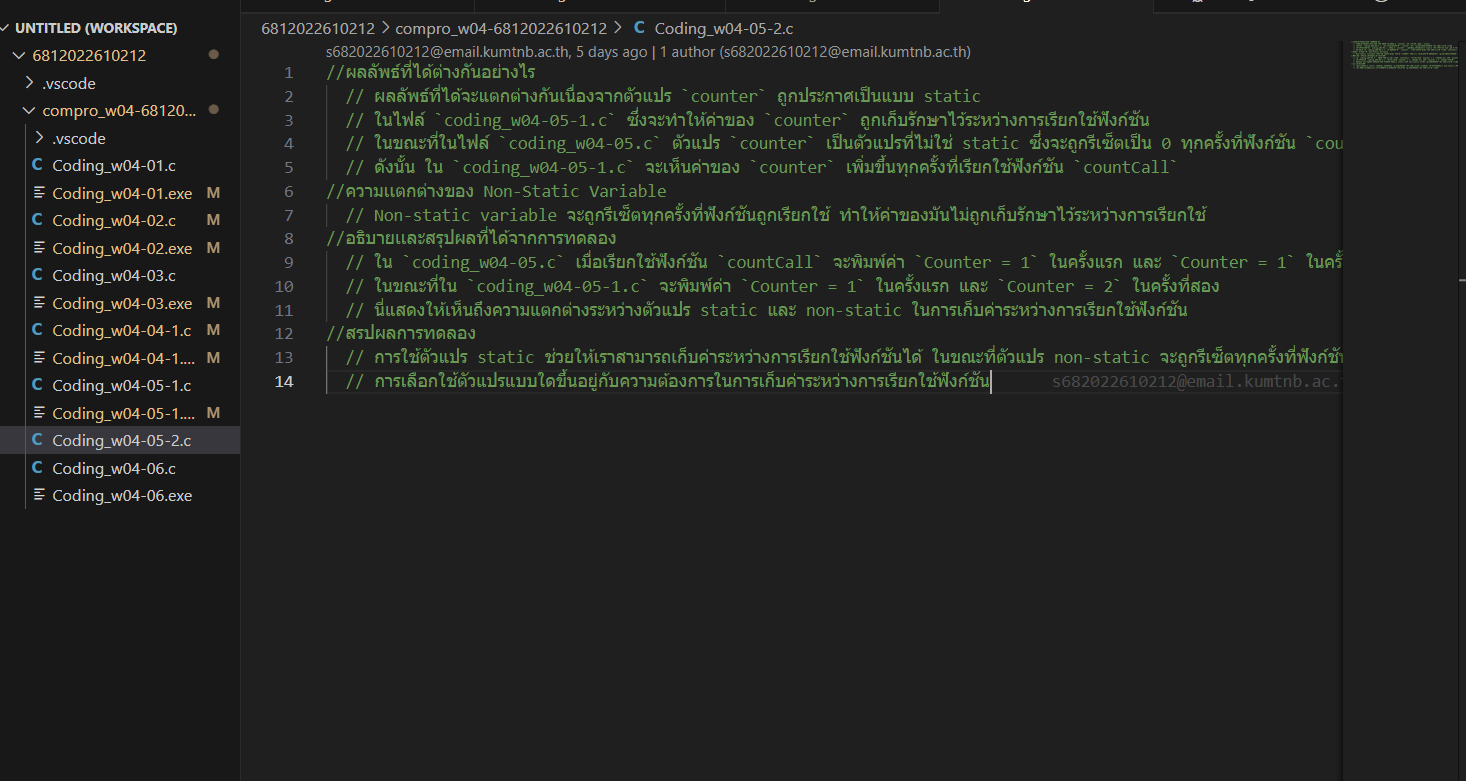 UNTITLED (WORKSPACE)
6812022610212
.vscode
compro_w04-68120...
.vscode
Coding_w04-01.c
Coding_w04-01.exe M
Coding_w04-02.c M
Coding_w04-02.exe M
Coding_w04-03.c
Coding_w04-03.exe M
Coding_w04-04-1.c M
Coding_w04-04-1.... M
Coding_w04-05-1.c
Coding_w04-05-1.... M
Coding_w04-05-2.c
Coding_w04-06.c
Coding_w04-06.exe
6812022610212 > compro_w04-6812022610212 > C Coding_w04-05-2.c
s682022610212@email.kumtnb.ac.th, 5 days ago | 1 author (s682022610212@email.kumtnb.ac.th)
1 //ผลลัพธ์ที่ได้ต่างกันอย่างไร
2 // ผลลัพธ์ที่ได้จะแตกต่างกันเนื่องจากตัวแปร `counter` ถูกประกาศเป็นแบบ static
3 // ในไฟล์ `coding_w04-05-1.c` ซึ่งจะทำให้ค่าของ `counter` ถูกเก็บรักษาไว้ระหว่างการเรียกใช้ฟังก์ชัน
4 // ในขณะที่ในไฟล์ `coding_w04-05.c` ตัวแปร `counter` เป็นตัวแปรที่ไม่ใช่ static ซึ่งจะถูกรีเซ็ตเป็น 0 ทุกครั้งที่ฟังก์ชัน `cou
5 // ดังนั้น ใน `coding_w04-05-1.c` จะเห็นค่าของ `counter` เพิ่มขึ้นทุกครั้งที่เรียกใช้ฟังก์ชัน `countCall`
6 //ความแตกต่างของ Non-Static Variable
7 // Non-static variable จะถูกรีเซ็ตทุกครั้งที่ฟังก์ชันถูกเรียกใช้ ทำให้ค่าของมันไม่ถูกเก็บรักษาไว้ระหว่างการเรียกใช้
8 //อธิบายและสรุปผลที่ได้จากการทดลอง
9 // ใน `coding_w04-05.c` เมื่อเรียกใช้ฟังก์ชัน `countCall` จะพิมพ์ค่า `Counter = 1` ในครั้งแรก และ `Counter = 1` ในครั้
10 // ในขณะที่ใน `coding_w04-05-1.c` จะพิมพ์ค่า `Counter = 1` ในครั้งแรก และ `Counter = 2` ในครั้งที่สอง
11 // นี่แสดงให้เห็นถึงความแตกต่างระหว่างตัวแปร static และ non-static ในการเก็บค่าระหว่างการเรียกใช้ฟังก์ชัน
12 //สรปผลการทดลอง
13 // การใช้ตัวแปร static ช่วยให้เราสามารถเก็บค่าระหว่างการเรียกใช้ฟังก์ชันได้ ในขณะที่ตัวแปร non-static จะถูกรีเซ็ตทุกครั้งที่ฟังก์ชั
14 // การเลือกใช้ตัวแปรแบบใดขึ้นอยู่กับความต้องการในการเก็บค่าระหว่างการเรียกใช้ฟังก์ชัน s682022610212@email.kumtnb.ac.